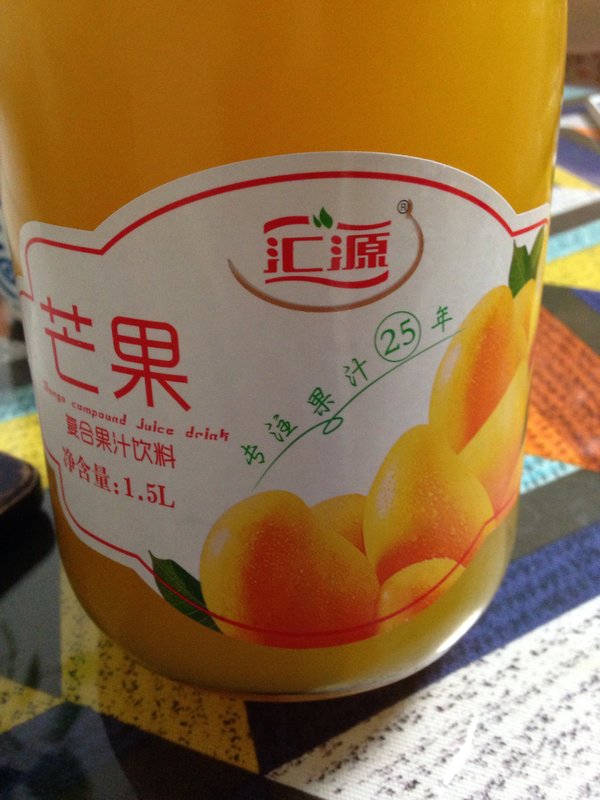 汇源
®
专注果汁25年
芒果
Mango compound Juice drink
复合果汁饮料
净含量:1.5L